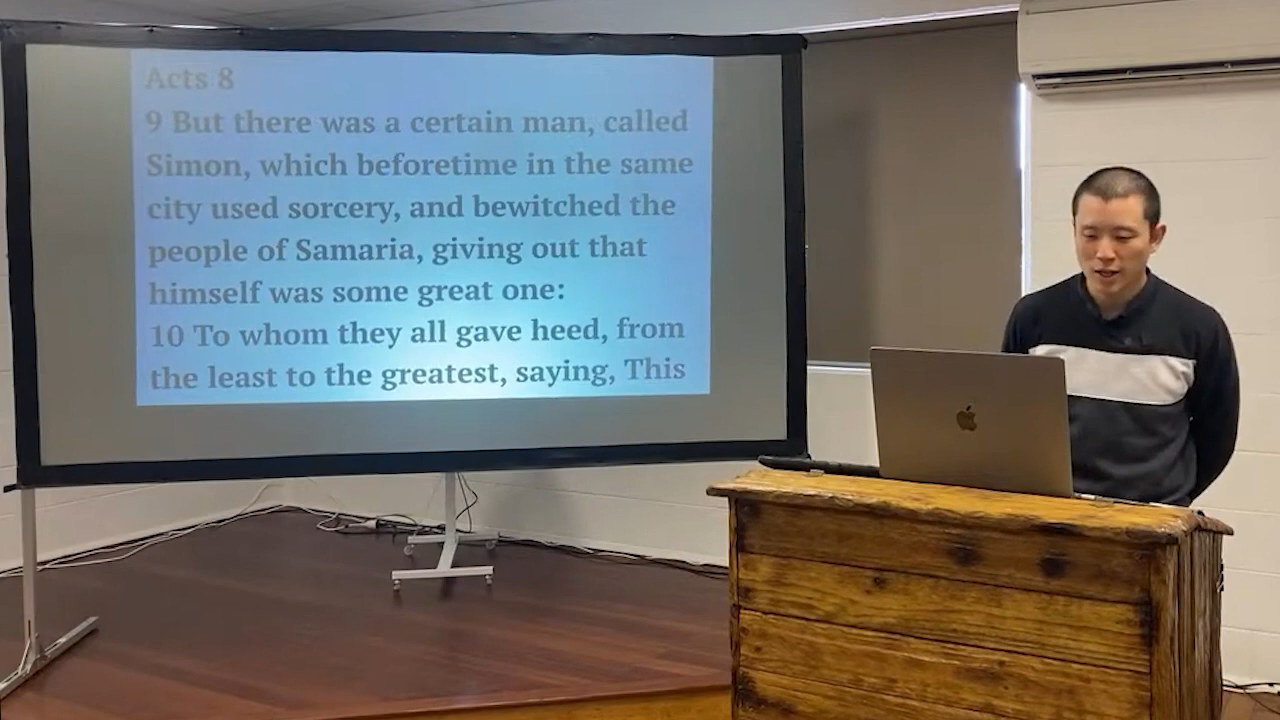 Acts 8
9 But there was a certain man, called
Simon, which beforetime in the same
city used sorcery, and bewitched the
people of Samaria, giving out that
himself was some great one:
10 To whom they all gave heed, from
the least to the greatest, saying, This